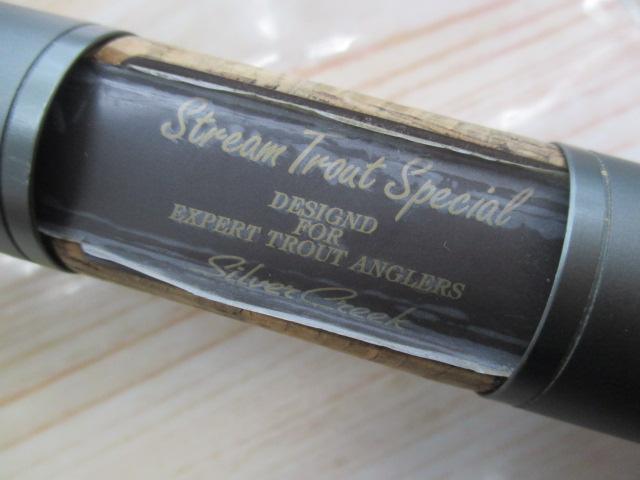 Stream Trout Special
DESIGND
FOR
EXPERT TROUT ANGLERS
Silver Creek